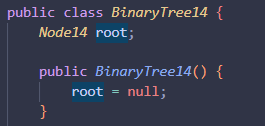 public class BinaryTree14 {
Node14 root;
public BinaryTree14() {
root = null;
}